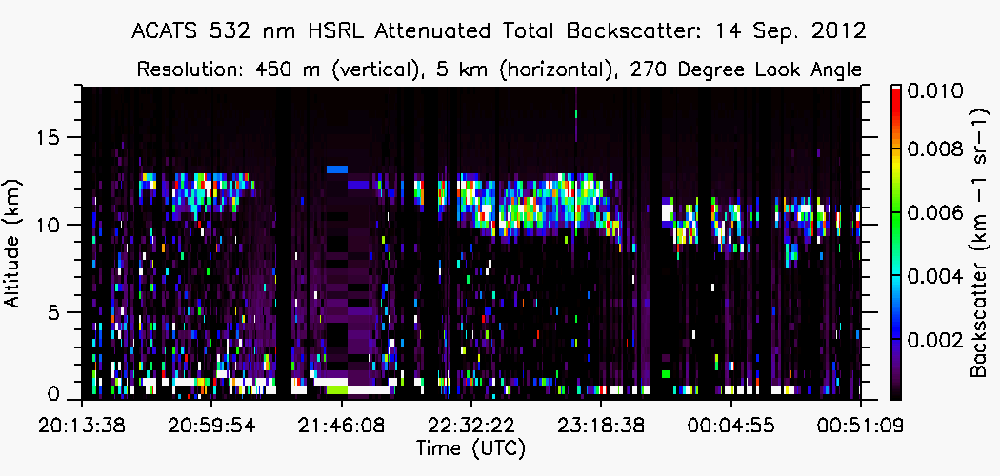 ACATS 532 nm HSRL Attenuated Total Backscatter: 14 Sep. 2012
Resolution: 450 m (vertical), 5 km (horizontal), 270 Degree Look Angle
Altitude (km)
15
10
5
0
20:13:38 20:59:54 21:46:08 22:32:22 23:18:38 00:04:55 00:51:09
Time (UTC)
0.010
0.008
0.006
0.004
0.002
Backscatter (km -1 sr-1)